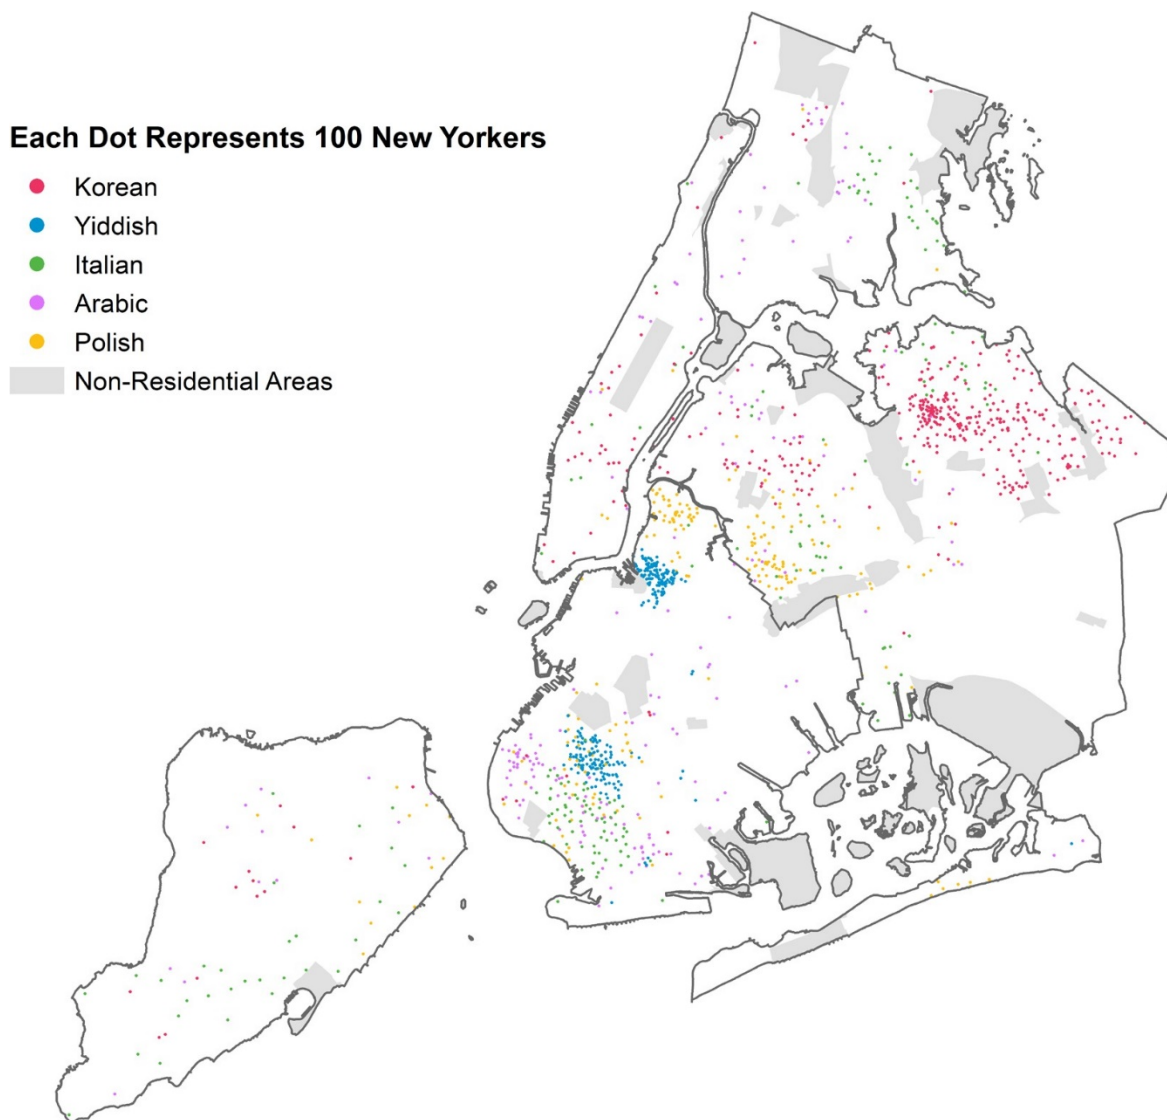 Each Dot Represents 100 New Yorkers
Korean
Yiddish
Italian
Arabic
Polish
Non-Residential Areas